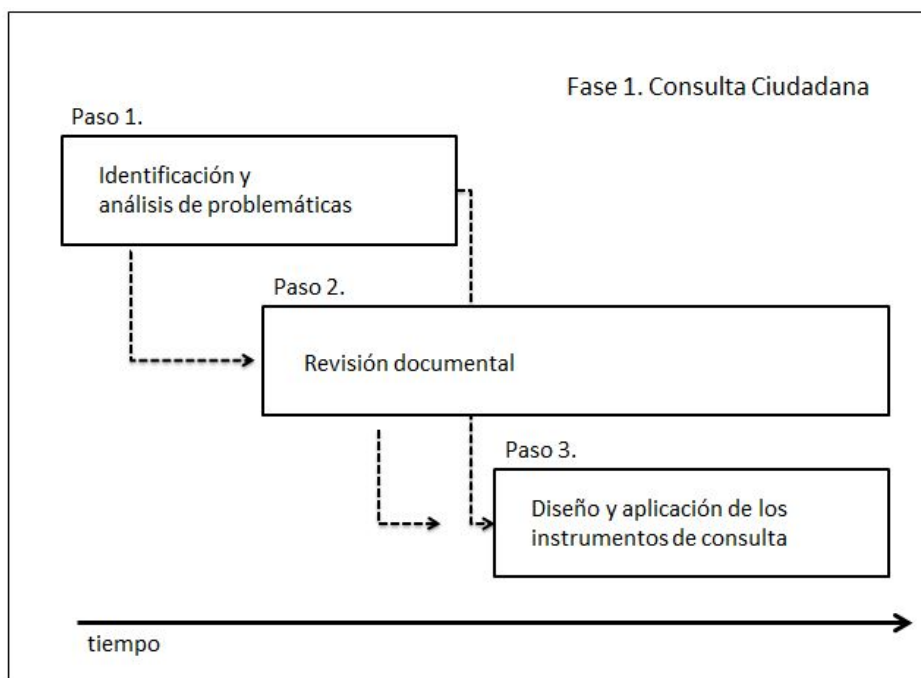 Fase 1. Consulta Ciudadana
Paso 1.
Identificación y
análisis de problemáticas
Paso 2.
Revisión documental
Paso 3.
Diseño y aplicación de los
instrumentos de consulta
tiempo